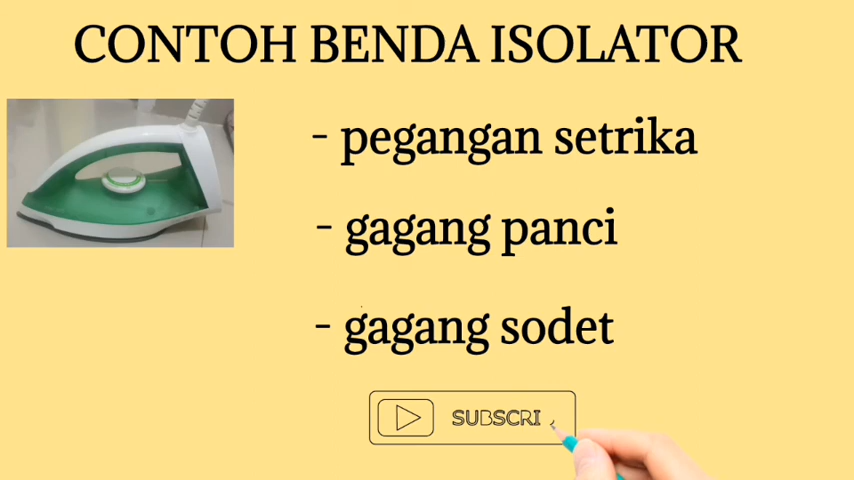 CONTOH BENDA ISOLATOR
- pegangan setrika
- gagang panci
- gagang sodet
SUBSCRI